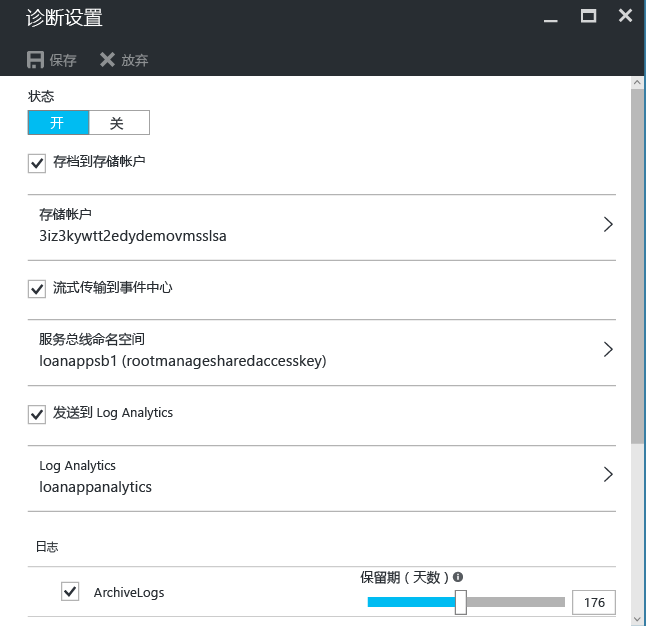 诊断设置
保存 放弃
状态
开 关
存档到存储帐户
存储帐户
3iz3kywtt2edydemovmsslsa
流式传输到事件中心
服务总线命名空间
loanappsb1 (rootmanagesharedaccesskey)
发送到 Log Analytics
Log Analytics
loanappanalytics
日志
保留期（天数）
ArchiveLogs 176